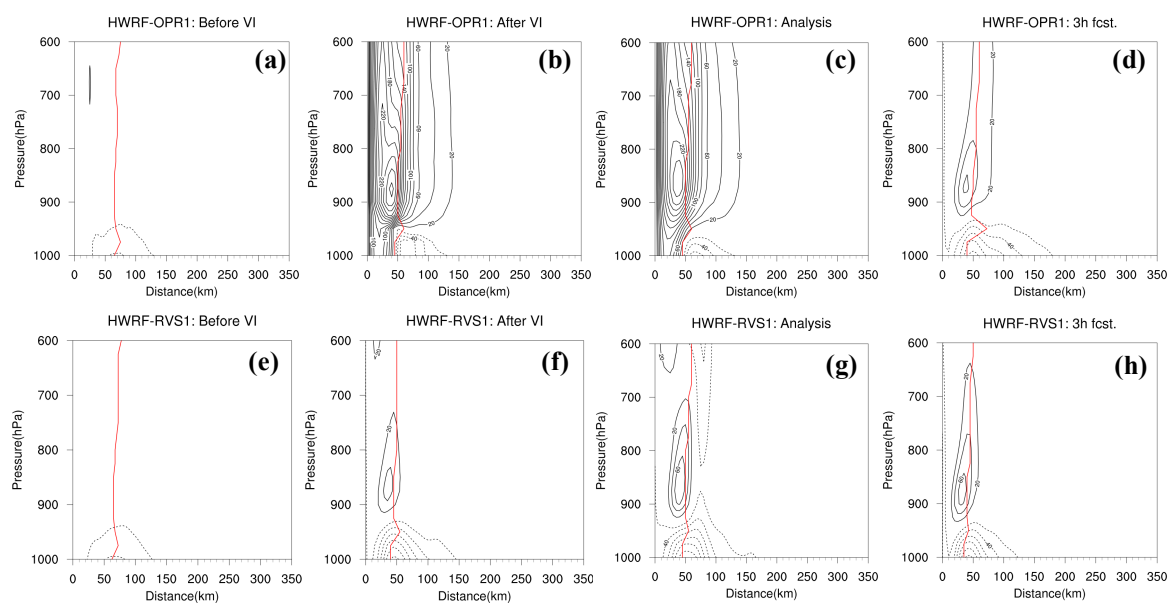 HWRF-OPR1: Before VI
HWRF-OPR1: After VI
HWRF-OPR1: Analysis
HWRF-OPR1: 3h fcst.
(a)
(b)
(c)
(d)
Pressure(hPa)
600
700
800
900
1000
0 50 100 150 200 250 300 350
Distance(km)
Pressure(hPa)
600
700
800
900
1000
0 50 100 150 200 250 300 350
Distance(km)
Pressure(hPa)
600
700
800
900
1000
0 50 100 150 200 250 300 350
Distance(km)
Pressure(hPa)
600
700
800
900
1000
0 50 100 150 200 250 300 350
Distance(km)
HWRF-RVS1: Before VI
HWRF-RVS1: After VI
HWRF-RVS1: Analysis
HWRF-RVS1: 3h fcst.
(e)
(f)
(g)
(h)
Pressure(hPa)
600
700
800
900
1000
0 50 100 150 200 250 300 350
Distance(km)
Pressure(hPa)
600
700
800
900
1000
0 50 100 150 200 250 300 350
Distance(km)
Pressure(hPa)
600
700
800
900
1000
0 50 100 150 200 250 300 350
Distance(km)
Pressure(hPa)
600
700
800
900
1000
0 50 100 150 200 250 300 350
Distance(km)